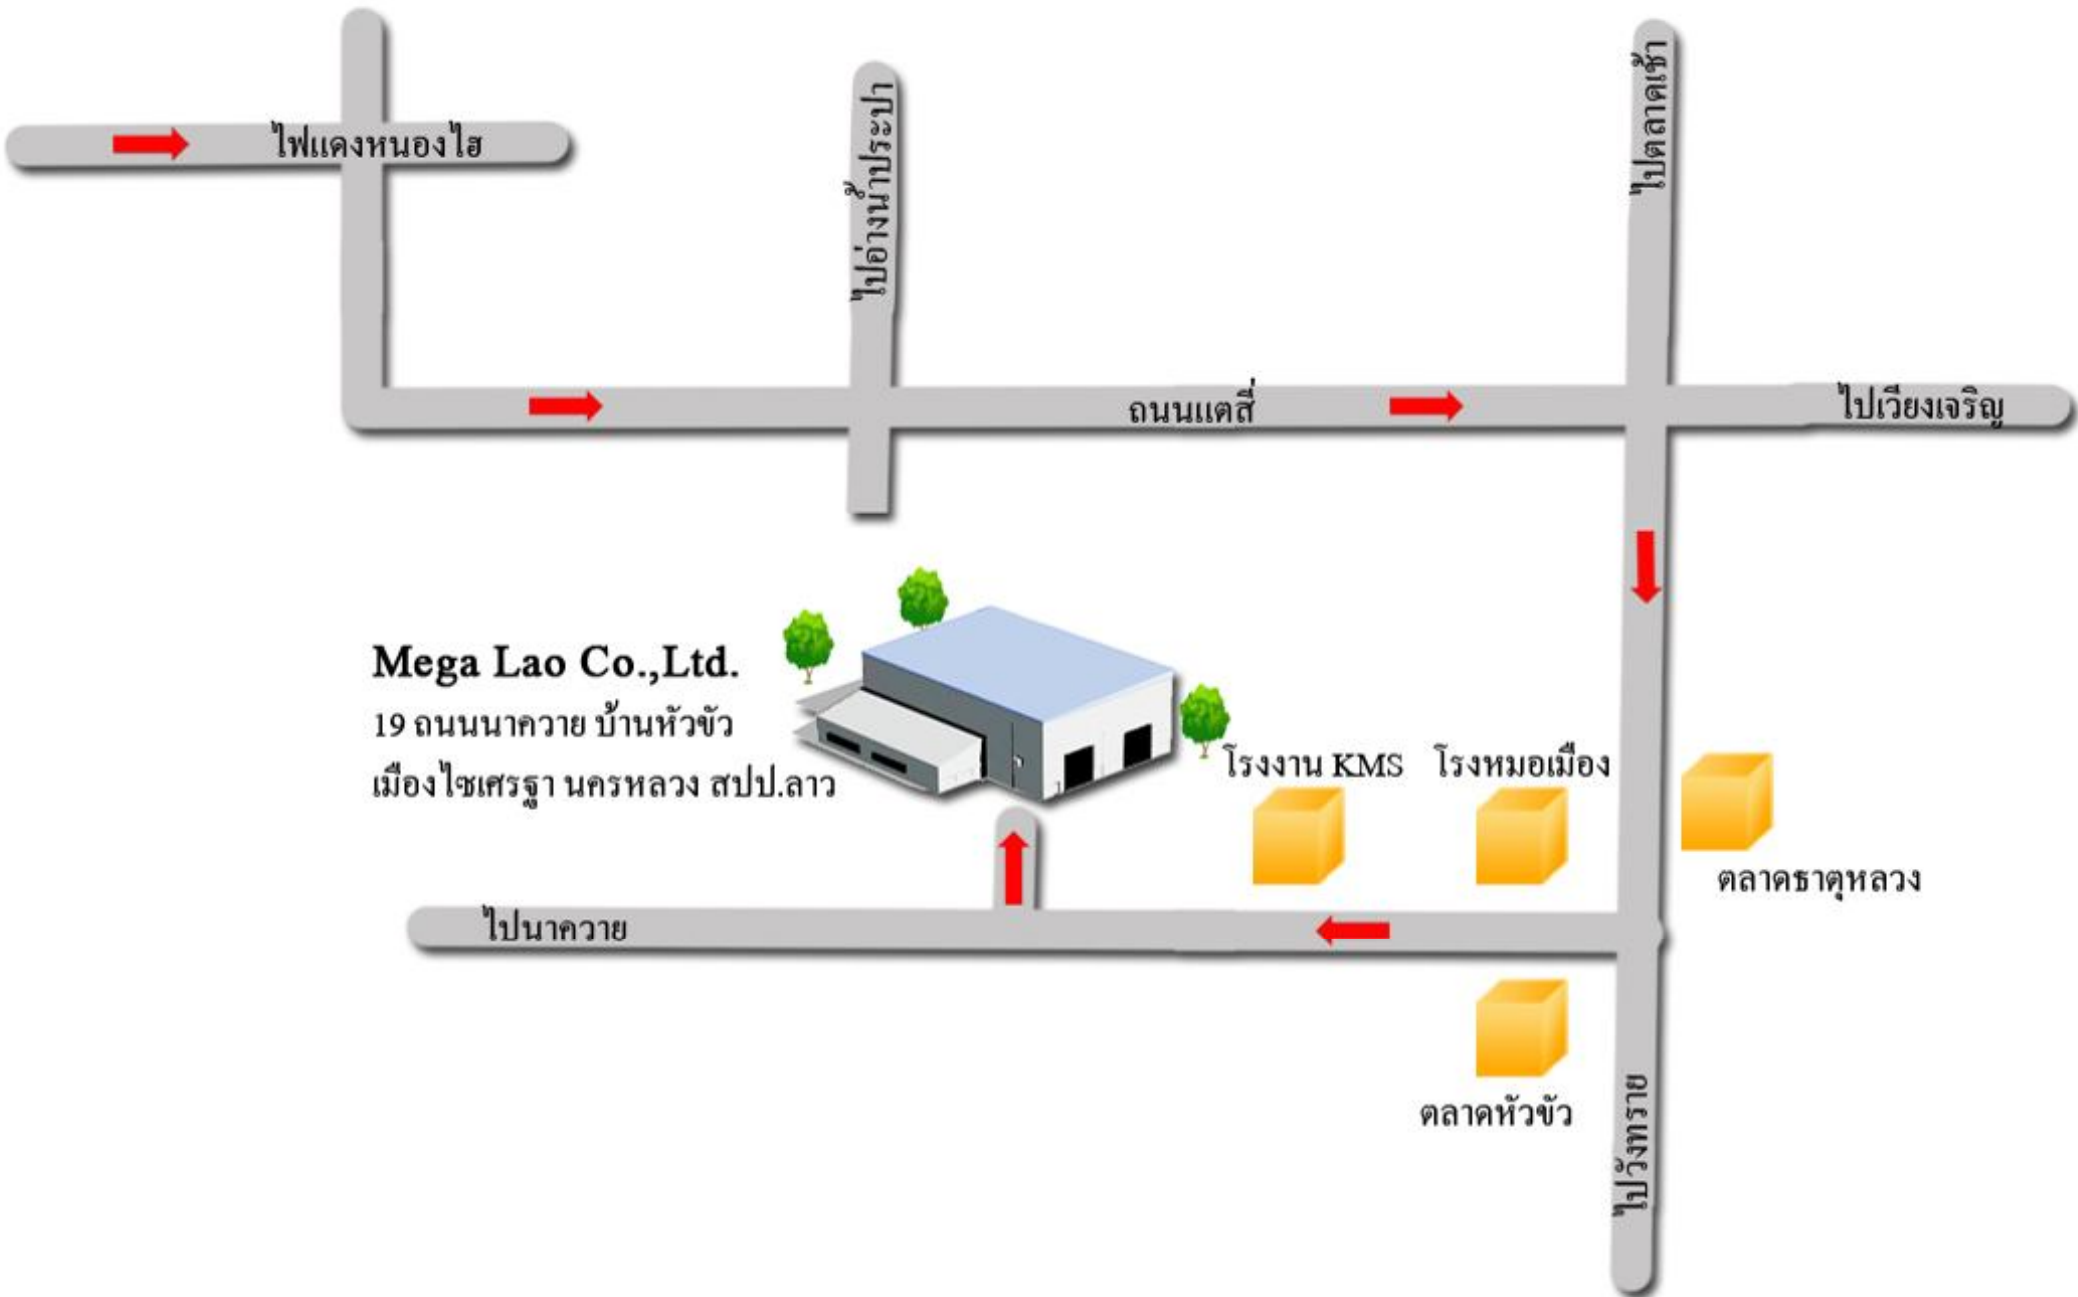 ไฟแดงหนองไฮ
ไปอ่างน้ำประปา
ไปตลาดเช้า
ถนนแตสี่
ไปเวียงเจริญ
Mega Lao Co.,Ltd.
19 ถนนนาควาย บ้านหัวขัว
เมืองไซเศรฐา นครหลวง สปป.ลาว
โรงงาน KMS
โรงหมอเมือง
ตลาดธาตุหลวง
ไปนาควาย
ตลาดหัวขัว
ไปวังทราย